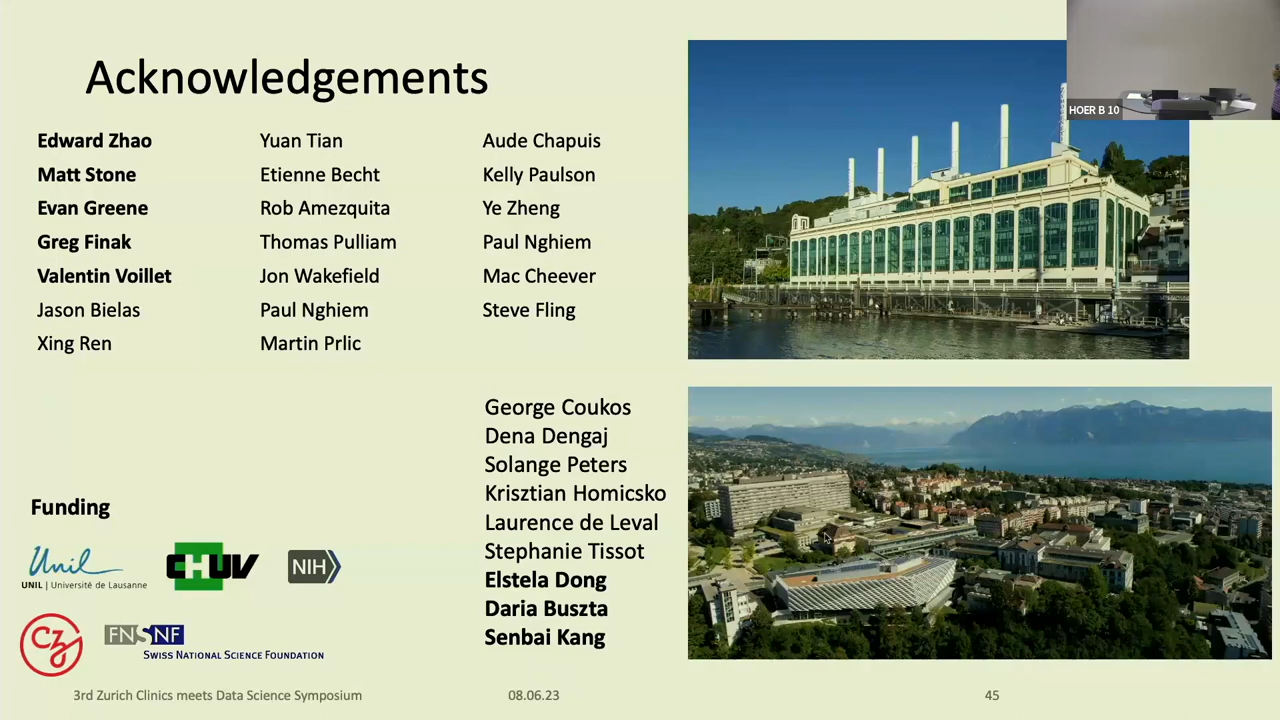 Acknowledgements
HOER B 10
Edward Zhao
Matt Stone
Evan Greene
Greg Finak
Valentin Voillet
Jason Bielas
Xing Ren
Yuan Tian
Etienne Becht
Rob Amezquita
Thomas Pulliam
Jon Wakefield
Paul Nghiem
Martin Prlic
Aude Chapuis
Kelly Paulson
Ye Zheng
Paul Nghiem
Mac Cheever
Steve Fling
George Coukos
Dena Dengaj
Solange Peters
Krisztian Homicsko
Laurence de Leval
Stephanie Tissot
Elstela Dong
Daria Buszta
Senbai Kang
Funding
Unil
UNIL | Université de Lausanne
CHUV
NIH
CZ
FNSNF
SWISS NATIONAL SCIENCE FOUNDATION
3rd Zurich Clinics meets Data Science Symposium
08.06.23
45